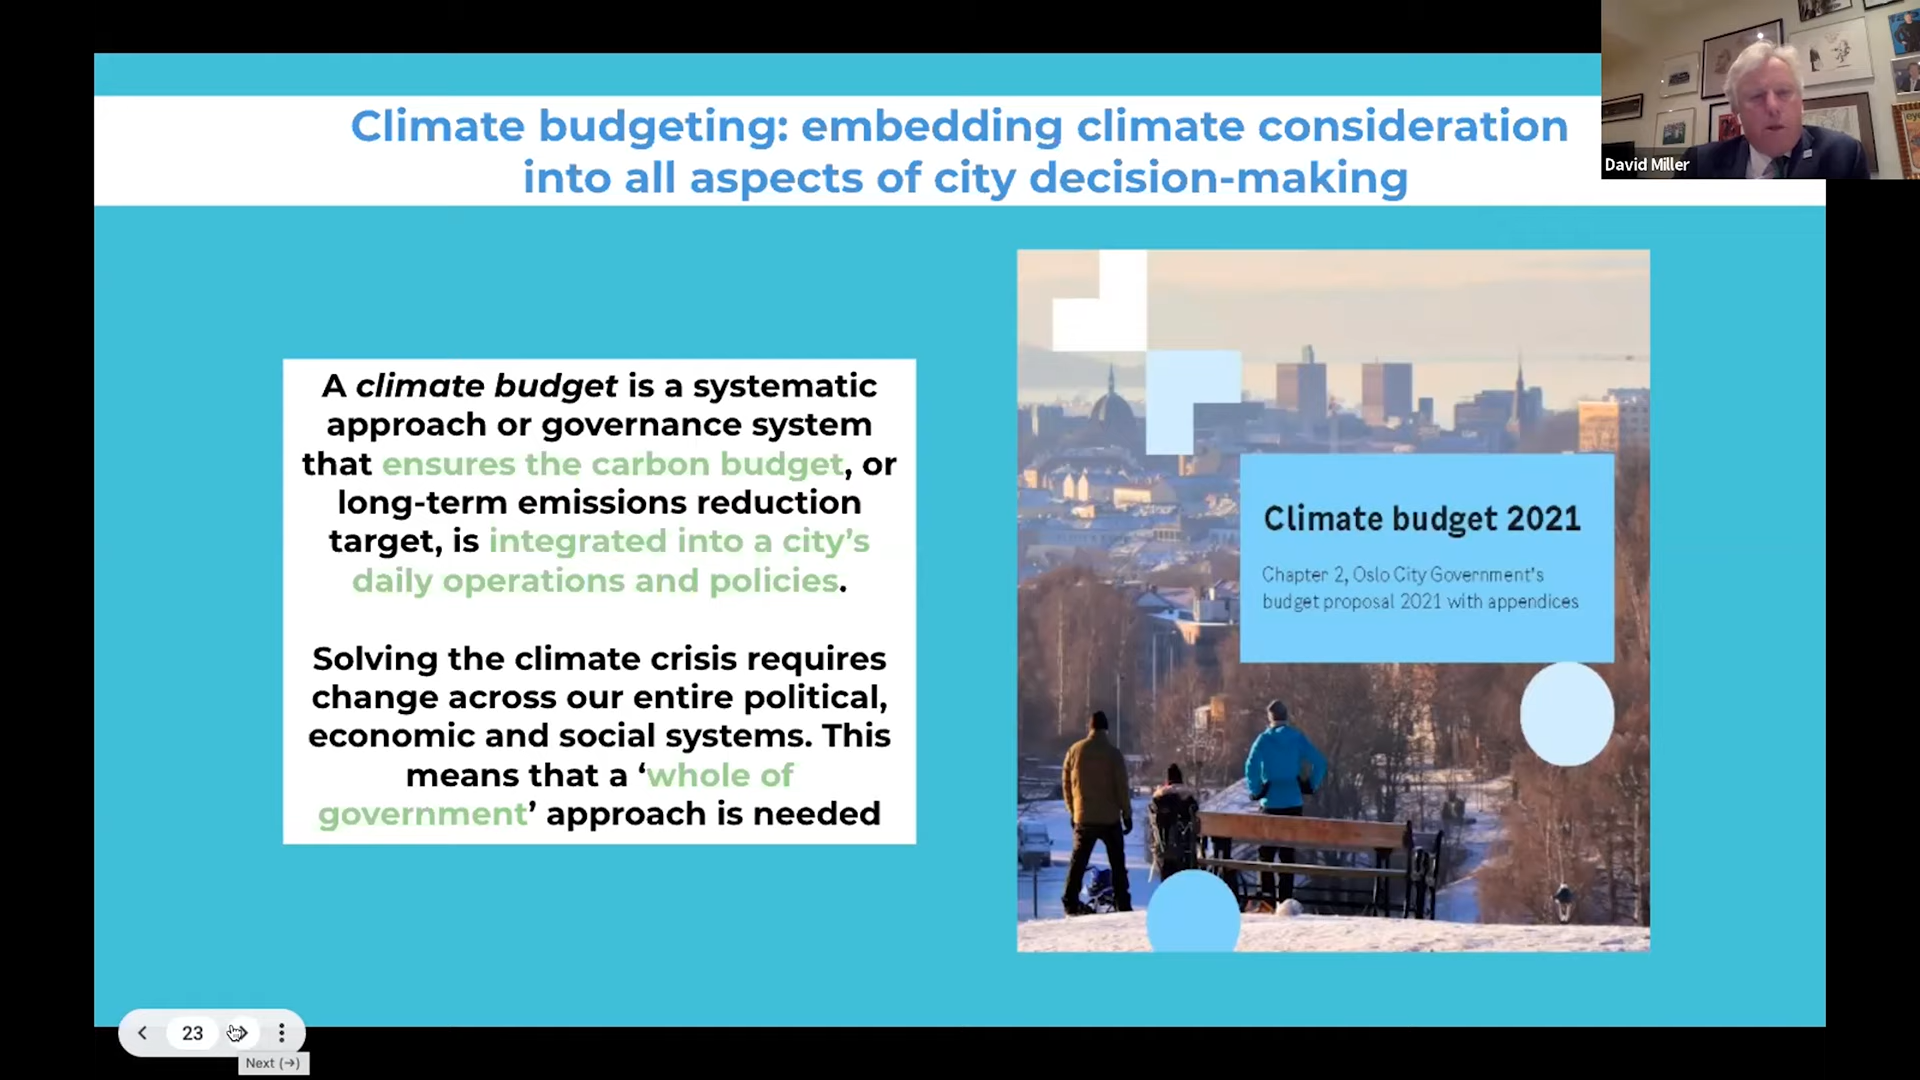 Climate budgeting: embedding climate consideration
into all aspects of city decision-making
David Miller
A climate budget is a systematic
approach or governance system
that ensures the carbon budget, or
long-term emissions reduction
target, is integrated into a city's
daily operations and policies.
Solving the climate crisis requires
change across our entire political,
economic and social systems. This
means that a 'whole of
government' approach is needed
Climate budget 2021
Chapter 2, Oslo City Government's
budget proposal 2021 with appendices
23
Next (→)